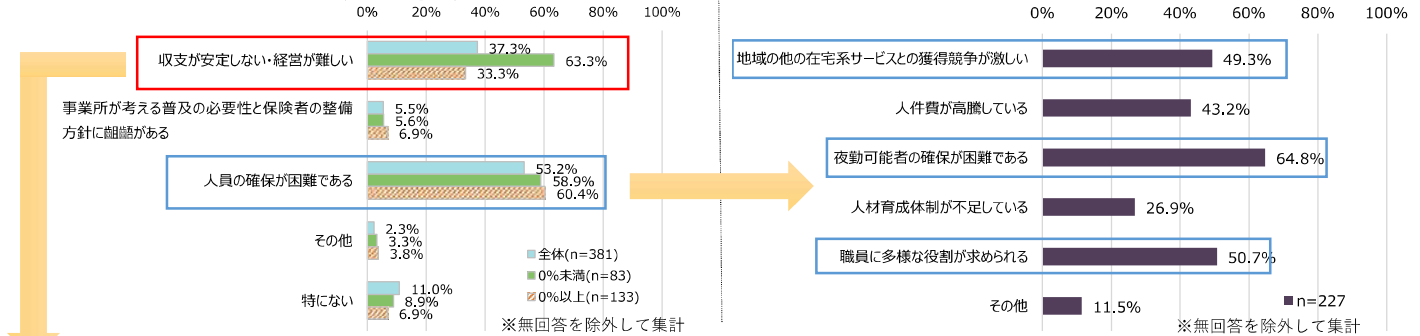 0% 20% 40% 60% 80% 100%
収支が安定しない・経営が難しい
37.3%
63.3%
33.3%
事業所が考える普及の必要性と保険者の整備
方針に齟齬がある
5.5%
5.6%
6.9%
人員の確保が困難である
53.2%
58.9%
60.4%
その他
2.3%
3.3%
3.8%
特にない
11.0%
8.9%
6.9%
全体(n=381)
0%未満(n=83)
0%以上(n=133)
※無回答を除外して集計
0% 20% 40% 60% 80% 100%
地域の他の在宅系サービスとの獲得競争が激しい
49.3%
人件費が高騰している
43.2%
夜勤可能者の確保が困難である
64.8%
人材育成体制が不足している
26.9%
職員に多様な役割が求められる
50.7%
その他
11.5%
n=227
※無回答を除外して集計